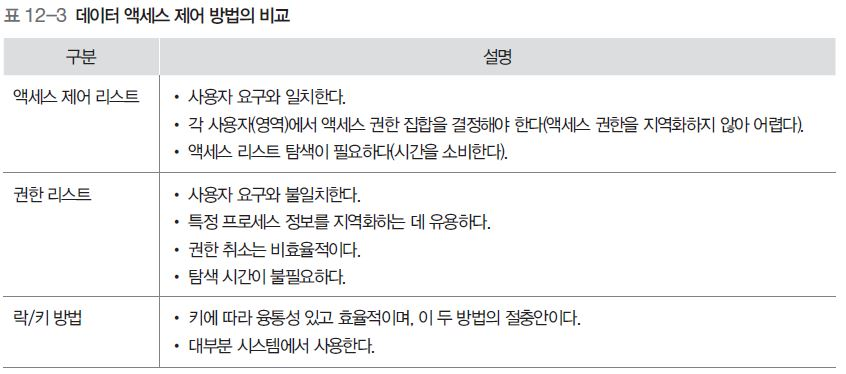 표 12-3 데이터 액세스 제어 방법의 비교
구분 설명
액세스 제어 리스트 • 사용자 요구와 일치한다.
• 각 사용자(영역)에서 액세스 권한 집합을 결정해야 한다(액세스 권한을 지역화하지 않아 어렵다).
• 액세스 리스트 탐색이 필요하다(시간을 소비한다).
권한 리스트 • 사용자 요구와 불일치한다.
• 특정 프로세스 정보를 지역화하는 데 유용하다.
• 권한 취소는 비효율적이다.
• 탐색 시간이 불필요하다.
락/키 방법 • 키에 따라 융통성 있고 효율적이며, 이 두 방법의 절충안이다.
• 대부분 시스템에서 사용한다.